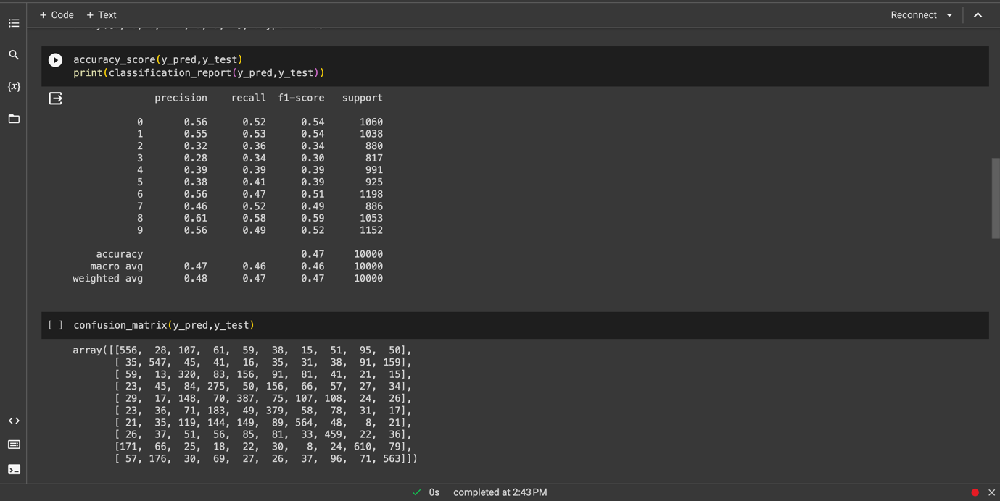 + Code + Text
Reconnect
{x}
accuracy_score(y_pred,y_test)
print(classification_report(y_pred,y_test))
precision recall f1-score support
0 0.56 0.52 0.54 1060
1 0.55 0.53 0.54 1038
2 0.32 0.36 0.34 880
3 0.28 0.34 0.30 817
4 0.39 0.39 0.39 991
5 0.38 0.41 0.39 925
6 0.56 0.47 0.51 1198
7 0.46 0.52 0.49 886
8 0.61 0.58 0.59 1053
9 0.56 0.49 0.52 1152
accuracy 0.47 10000
macro avg 0.47 0.46 0.46 10000
weighted avg 0.48 0.47 0.47 10000
[ ] confusion_matrix(y_pred,y_test)
array([[556, 28, 107, 61, 59, 38, 15, 51, 95, 50],
[ 35, 547, 45, 41, 16, 35, 31, 38, 91, 159],
[ 59, 13, 320, 83, 156, 91, 81, 41, 21, 15],
[ 23, 45, 84, 275, 50, 156, 66, 57, 27, 34],
[ 29, 17, 148, 70, 387, 75, 107, 108, 24, 26],
[ 23, 36, 71, 183, 49, 379, 58, 78, 31, 17],
[ 21, 35, 119, 144, 149, 89, 564, 48, 8, 21],
[ 26, 37, 51, 56, 85, 81, 33, 459, 22, 36],
[171, 66, 25, 18, 22, 30, 8, 24, 610, 79],
[ 57, 176, 30, 69, 27, 26, 37, 96, 71, 563]])
0s completed at 2:43 PM